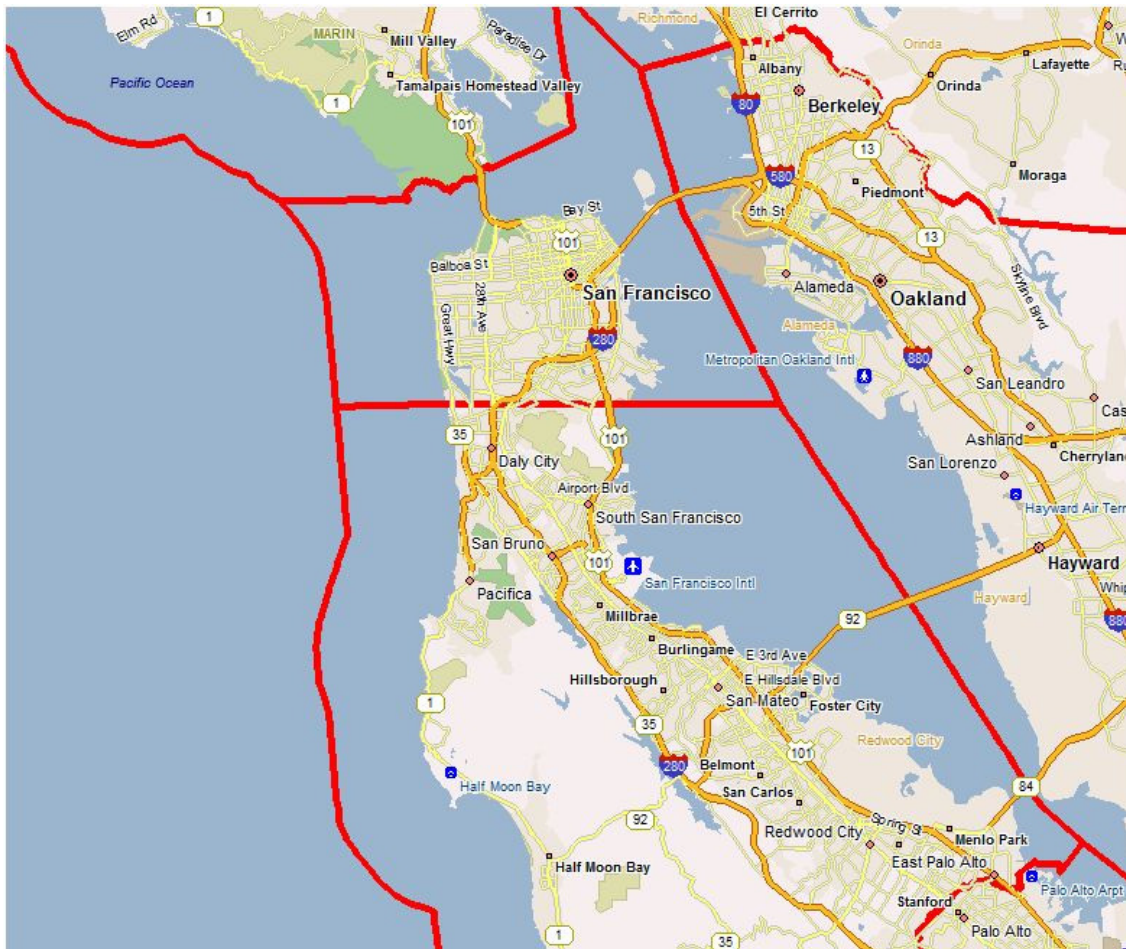 Elm Rd
1
Richmond
El Cerrito
MARIN
Mill Valley
Paradise Dr
Orinda
Lafayette
Pacific Ocean
Albany
Tamalpais Homestead Valley
Orinda
1
80
Berkeley
101
13
Moraga
580
Piedmont
Bay St
5th St
101
13
Balboa St
Skyline Blvd
28th Ave
San Francisco
Alameda
Oakland
Great Hwy
280
Alameda
880
Metropolitan Oakland Intl
San Leandro
Cas
35
101
Ashland
Cherryland
Daly City
San Lorenzo
Airport Blvd
Hayward Air Terr
South San Francisco
San Bruno
101
Hayward
San Francisco Intl
Pacifica
Whip
Hayward
Millbrae
92
880
Burlingame
E 3rd Ave
E Hillsdale Blvd
Hillsborough
San Mateo
Foster City
1
35
Redwood City
101
280
Belmont
Half Moon Bay
84
San Carlos
92
Spring St
Redwood City
Menlo Park
Half Moon Bay
East Palo Alto
Palo Alto Arpt
Stanford
Palo Alto
1
35